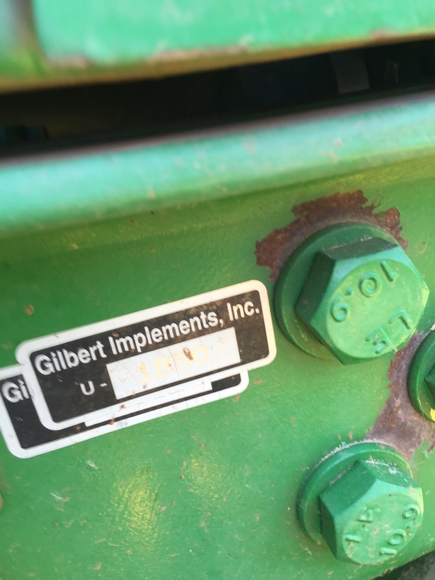 Gilbert Implements, Inc.
U -
Gi
10.9
LE
10.9